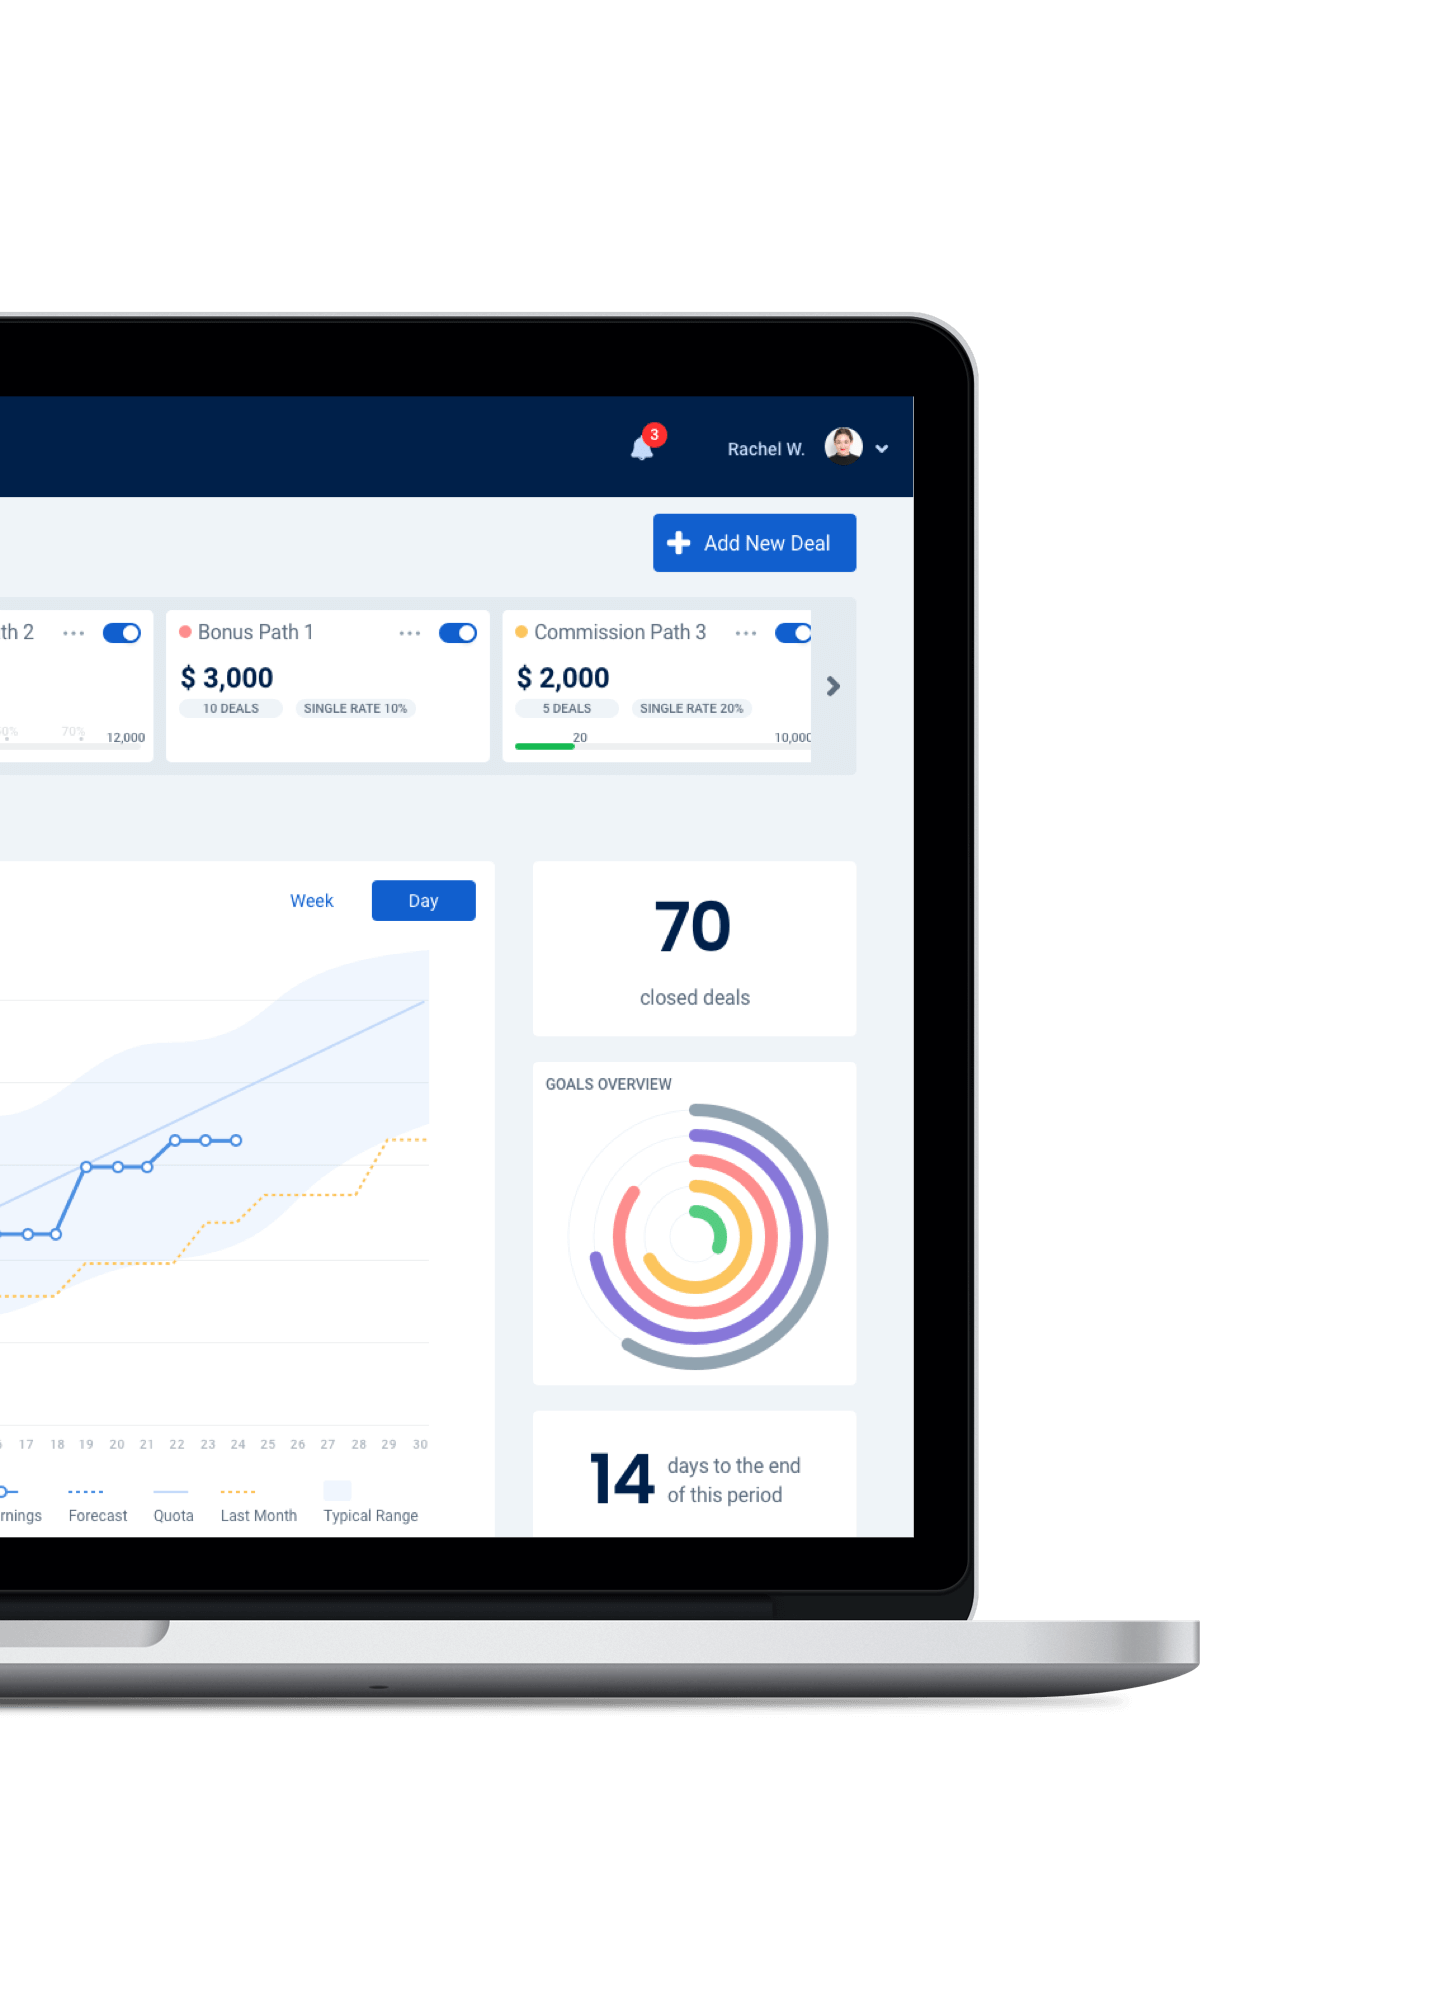 3
Rachel W.
Add New Deal
th 2
Bonus Path 1
Commission Path 3
$ 3,000
$ 2,000
10 DEALS
SINGLE RATE 10%
5 DEALS
SINGLE RATE 20%
70%
12,000
20
10,000
Week
Day
70
closed deals
GOALS OVERVIEW
17 18 19 20 21 22 23 24 25 26 27 28 29 30
rnings
Forecast
Quota
Last Month
Typical Range
14
days to the end
of this period